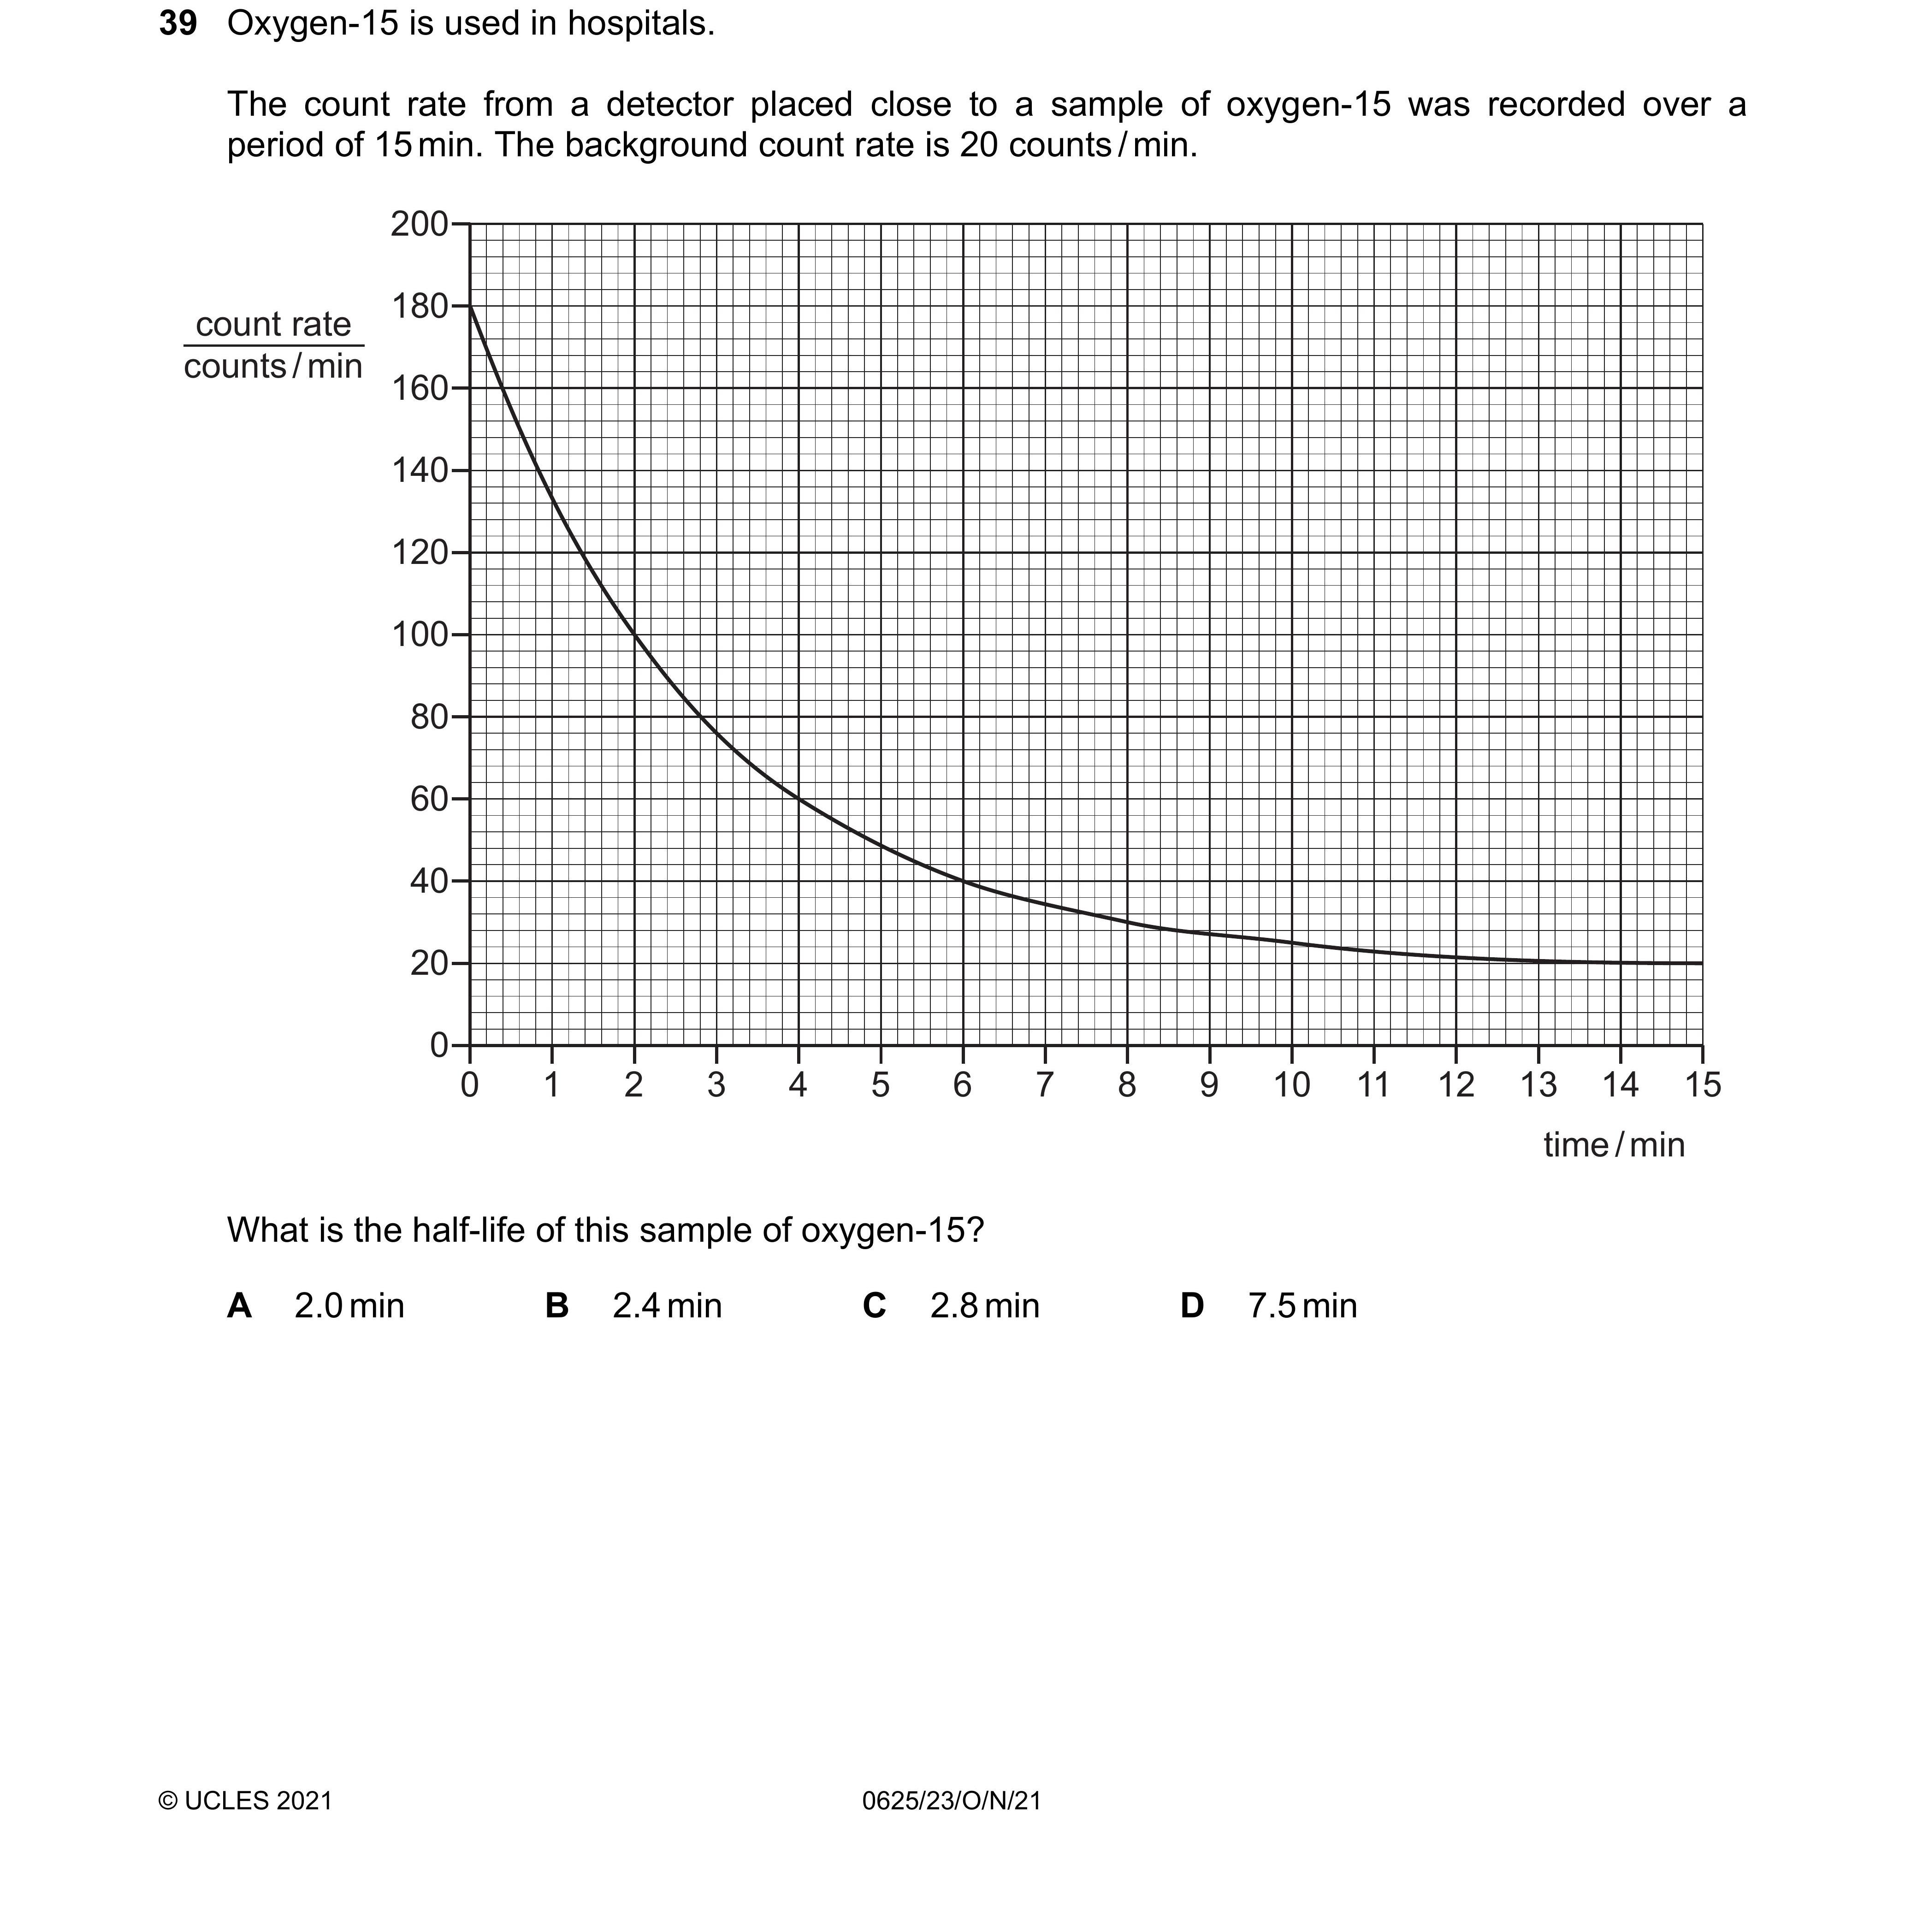 39 Oxygen-15 is used in hospitals.
The count rate from a detector placed close to a sample of oxygen-15 was recorded over a
period of 15 min. The background count rate is 20 counts / min.
200
180
count rate
counts / min
160
140
120
100
80
60
40
20
0
0 1 2 3 4 5 6 7 8 9 10 11 12 13 14 15
time / min
What is the half-life of this sample of oxygen-15?
A 2.0 min B 2.4 min C 2.8 min D 7.5 min
© UCLES 2021 0625/23/O/N/21